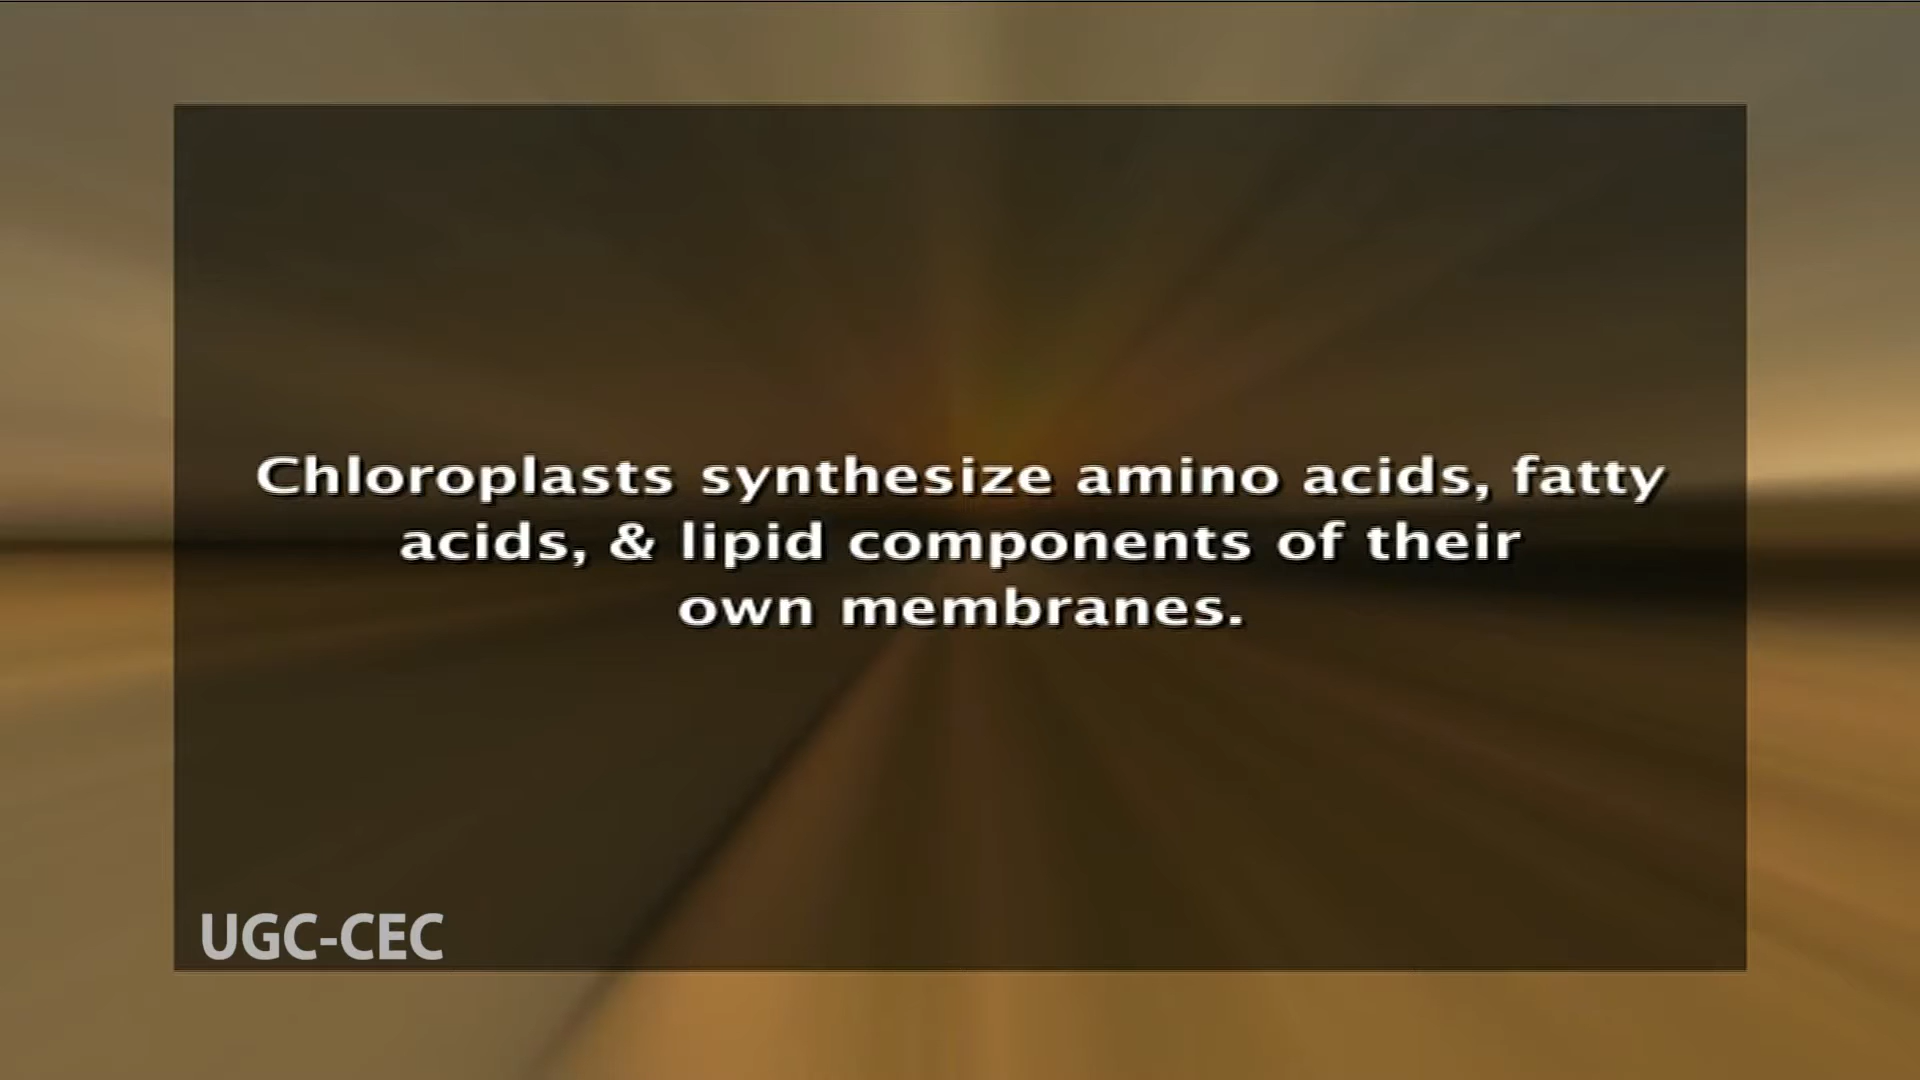 Chloroplasts synthesize amino acids, fatty
acids, & lipid components of their
own membranes.
UGC-CEC